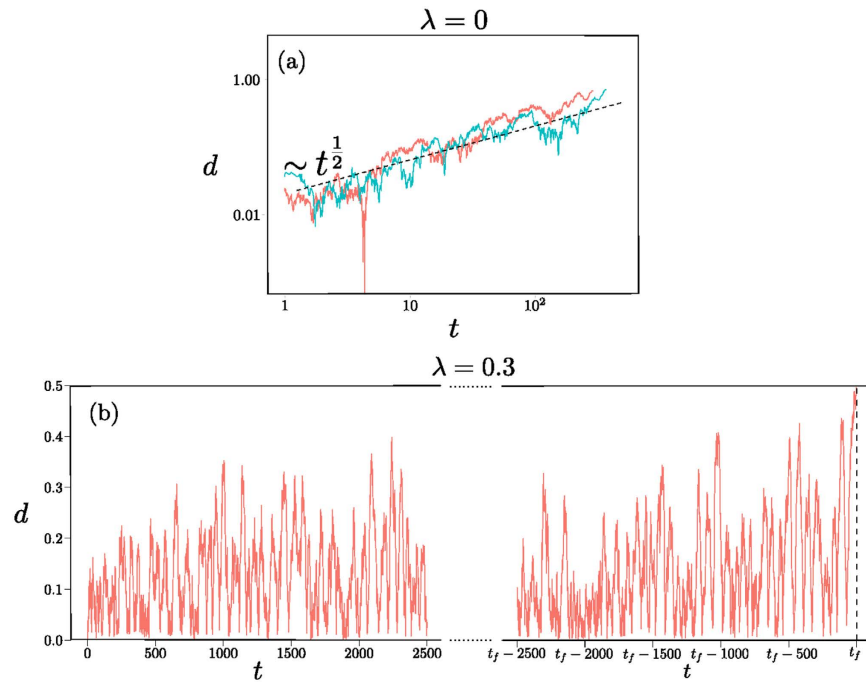 λ = 0
(a)
1.00
∼ t^{1/2}
d
0.01
1 10 10²
t
λ = 0.3
0.5
(b)
0.4
0.3
d
0.2
0.1
0.0
0 500 1000 1500 2000 2500 t_f − 2500 t_f − 2000 t_f − 1500 t_f − 1000 t_f − 500 t_f
t t